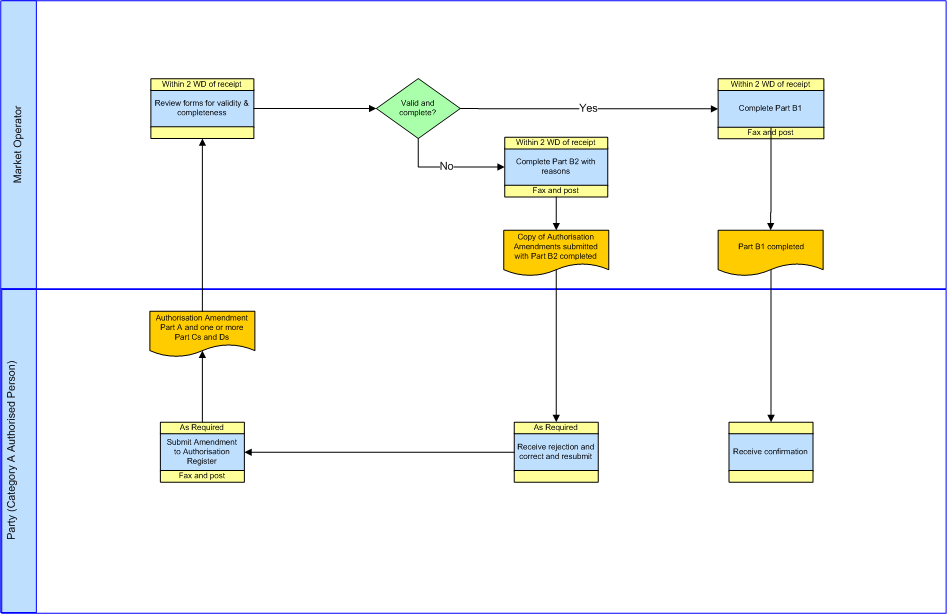 Market Operator
Within 2 WD of receipt
Review forms for validity &
completeness
Valid and
complete?
Yes
Within 2 WD of receipt
Complete Part B1
Fax and post
No
Within 2 WD of receipt
Complete Part B2 with
reasons
Fax and post
Copy of Authorisation
Amendments submitted
with Part B2 completed
Part B1 completed
Party (Category A Authorised Person)
Authorisation Amendment
Part A and one or more
Part Cs and Ds
As Required
Submit Amendment
to Authorisation
Register
Fax and post
As Required
Receive rejection and
correct and resubmit
Receive confirmation